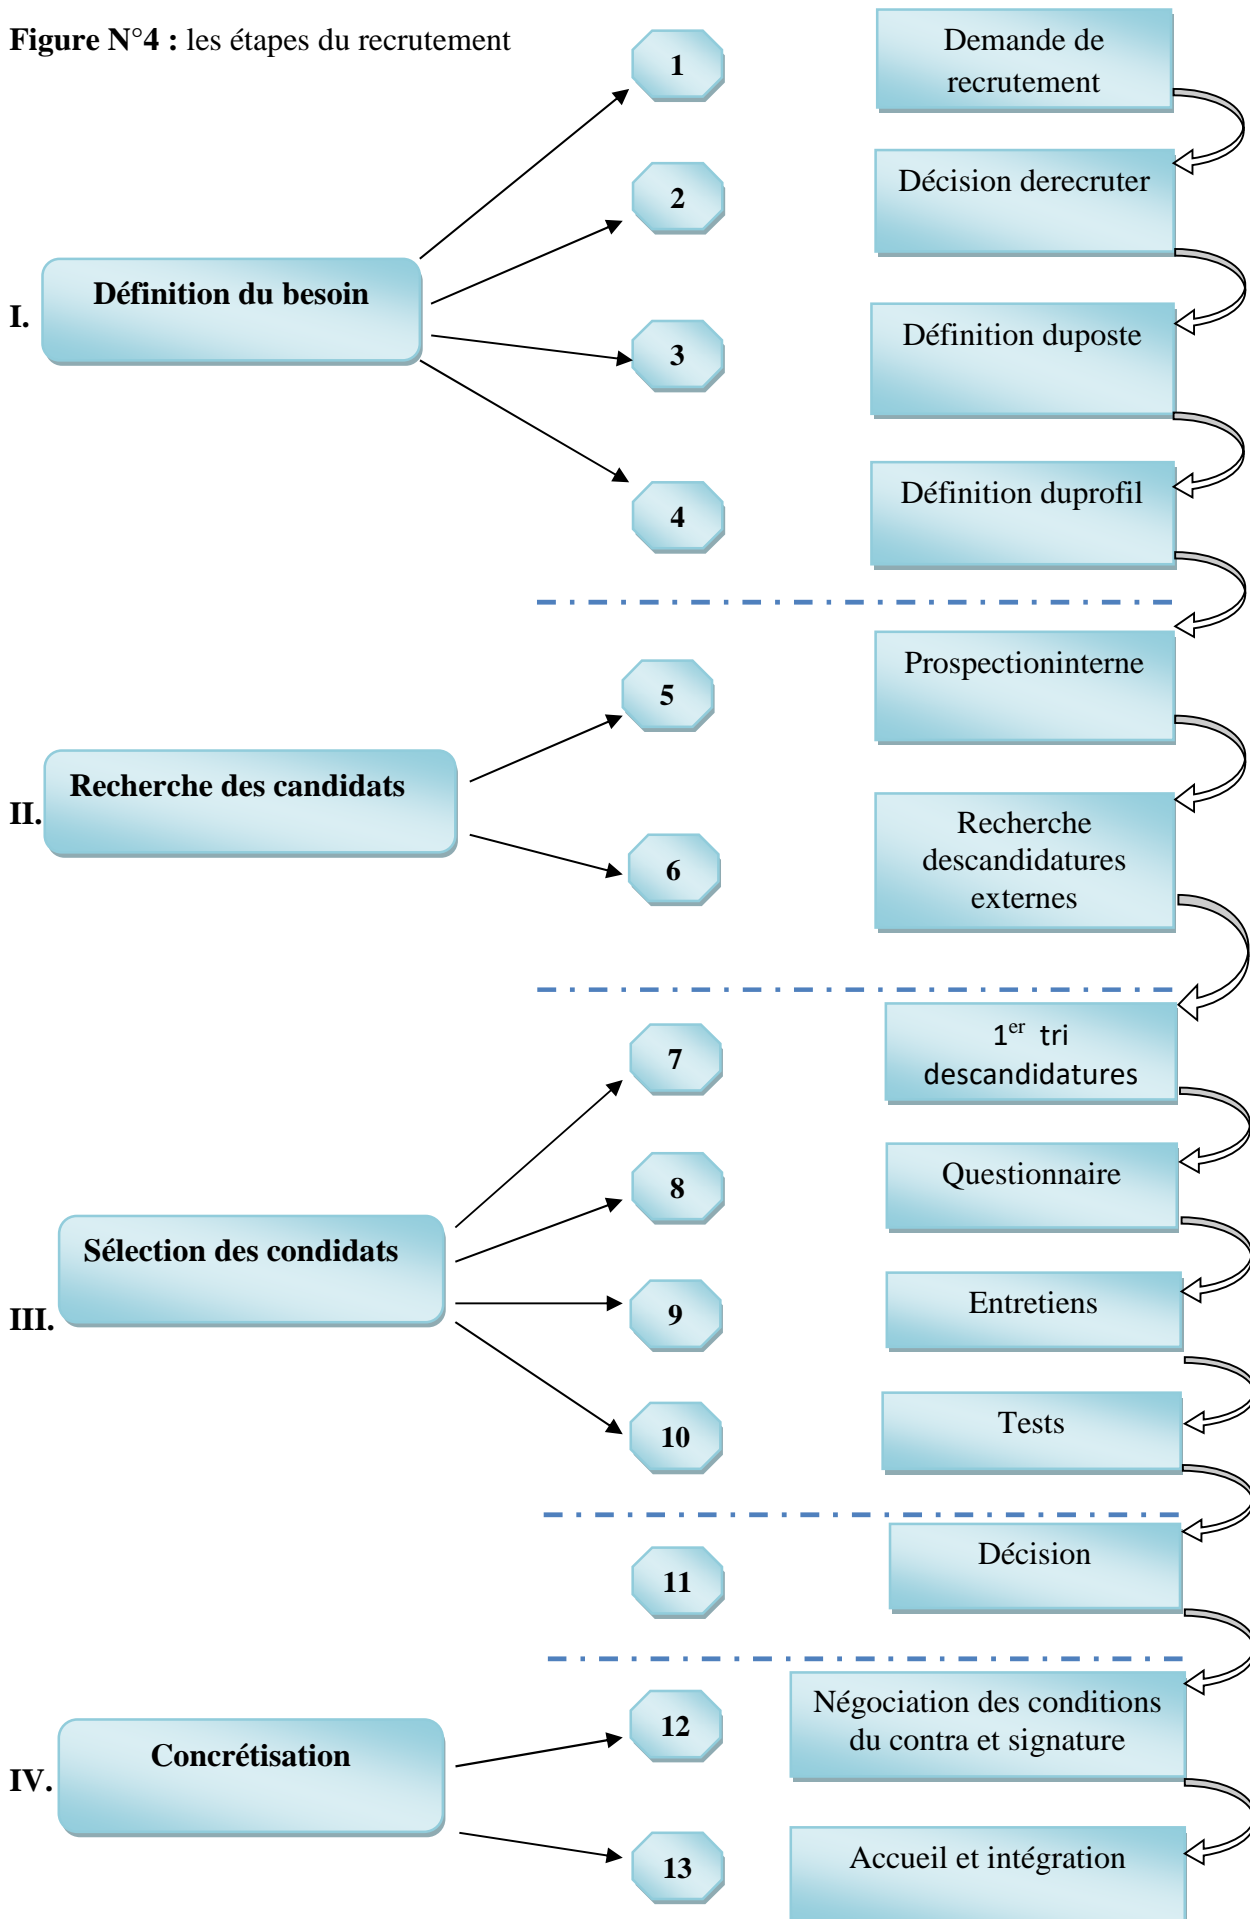 Figure N°4 : les étapes du recrutement
1
Demande de
recrutement
2
Décision derecruter
I.
Définition du besoin
3
Définition duposte
4
Définition duprofil
5
Prospectioninterne
II.
Recherche des candidats
6
Recherche
descandidatures
externes
7
1er tri
descandidatures
8
Questionnaire
III.
Sélection des condidats
9
Entretiens
10
Tests
11
Décision
12
Négociation des conditions
du contra et signature
IV.
Concrétisation
13
Accueil et intégration